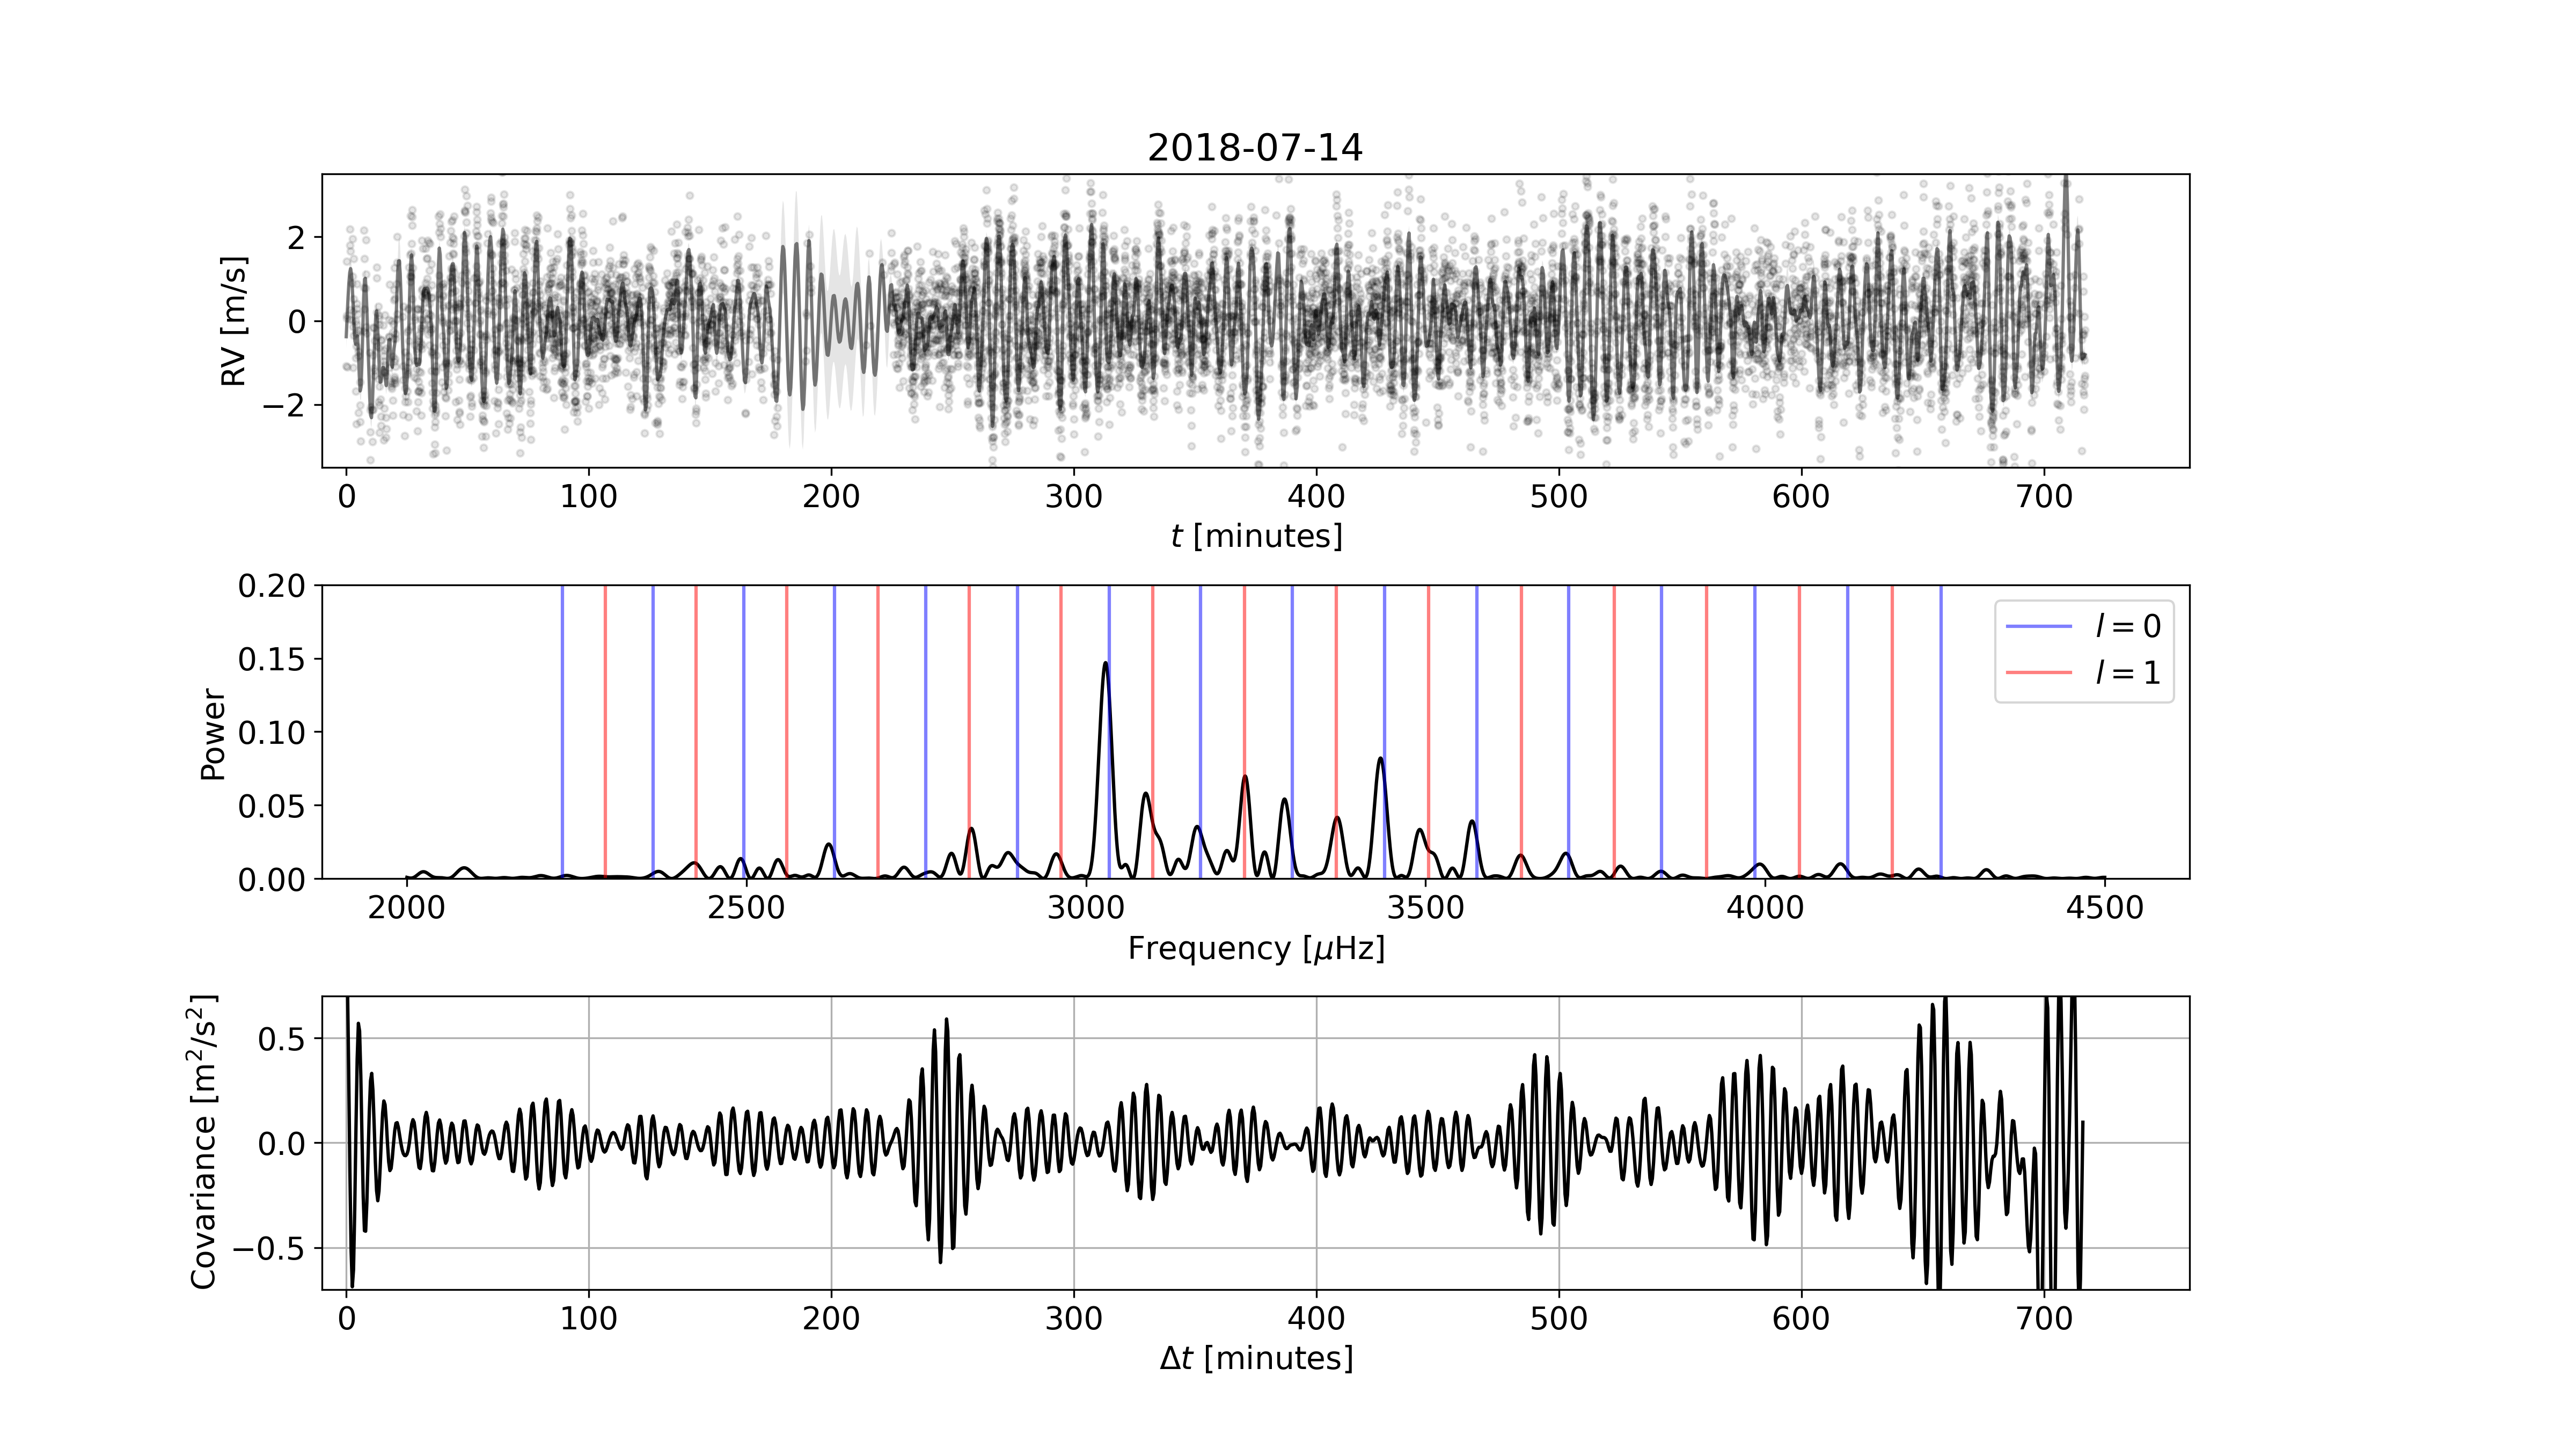 2018-07-14
RV [m/s]
2
0
−2
0 100 200 300 400 500 600 700
t [minutes]
Power
0.20
0.15
0.10
0.05
0.00
l = 0
l = 1
2000 2500 3000 3500 4000 4500
Frequency [μHz]
Covariance [m²/s²]
0.5
0.0
−0.5
0 100 200 300 400 500 600 700
Δt [minutes]